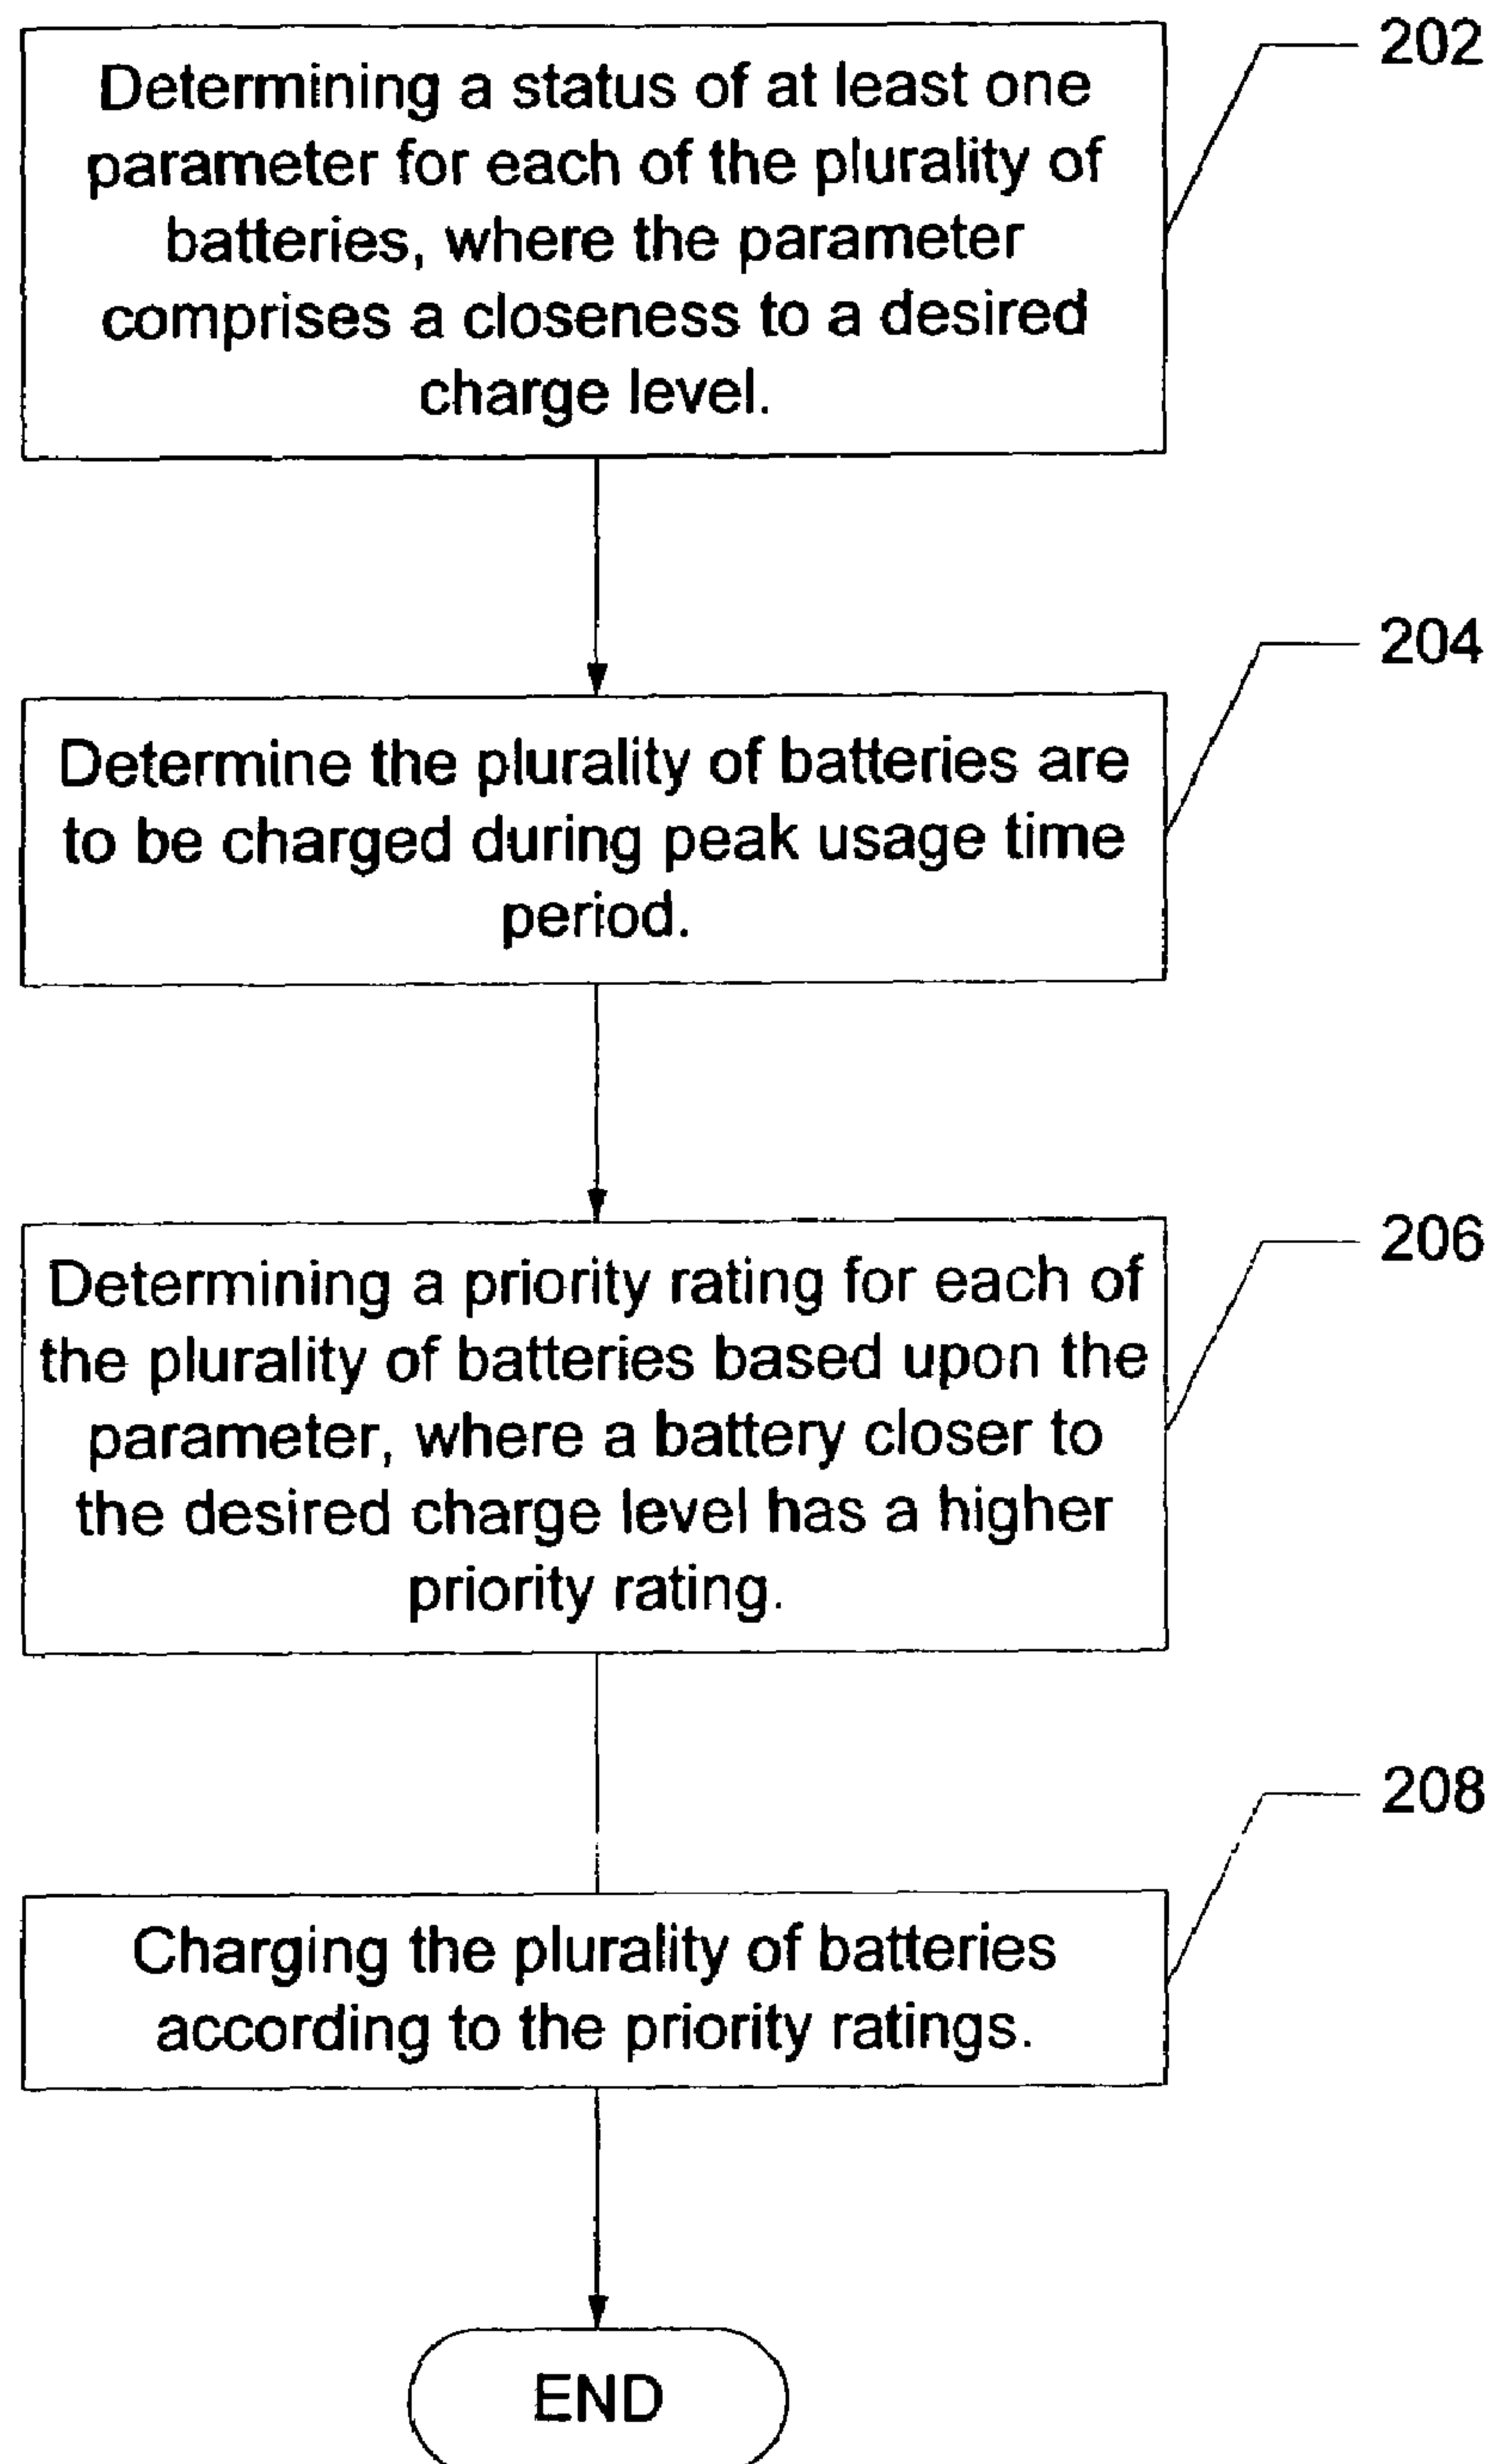 Determining a status of at least one
parameter for each of the plurality of
batteries, where the parameter
comprises a closeness to a desired
charge level.
202
Determine the plurality of batteries are
to be charged during peak usage time
period.
204
Determining a priority rating for each of
the plurality of batteries based upon the
parameter, where a battery closer to
the desired charge level has a higher
priority rating.
206
Charging the plurality of batteries
according to the priority ratings.
208
END